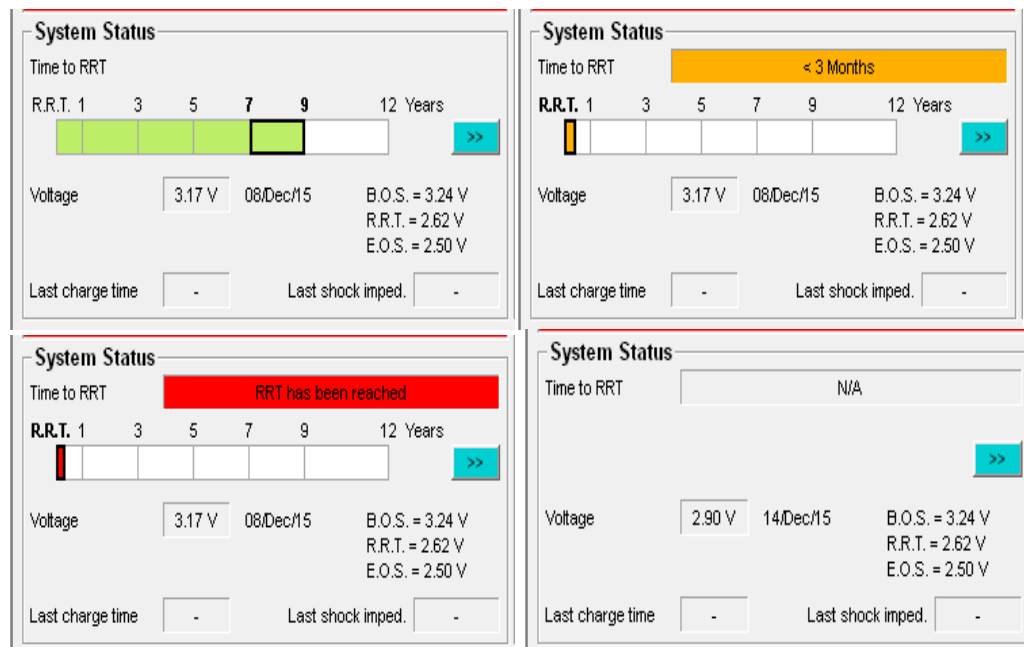 System Status
Time to RRT
R.R.T. 1 3 5 7 9 12 Years
>>
Voltage 3.17 V 08/Dec/15 B.O.S. = 3.24 V
R.R.T. = 2.62 V
E.O.S. = 2.50 V
Last charge time - Last shock imped. -
System Status
Time to RRT < 3 Months
R.R.T. 1 3 5 7 9 12 Years
>>
Voltage 3.17 V 08/Dec/15 B.O.S. = 3.24 V
R.R.T. = 2.62 V
E.O.S. = 2.50 V
Last charge time - Last shock imped. -
System Status
Time to RRT RRT has been reached
R.R.T. 1 3 5 7 9 12 Years
>>
Voltage 3.17 V 08/Dec/15 B.O.S. = 3.24 V
R.R.T. = 2.62 V
E.O.S. = 2.50 V
Last charge time - Last shock imped. -
System Status
Time to RRT N/A
>>
Voltage 2.90 V 14/Dec/15 B.O.S. = 3.24 V
R.R.T. = 2.62 V
E.O.S. = 2.50 V
Last charge time - Last shock imped. -